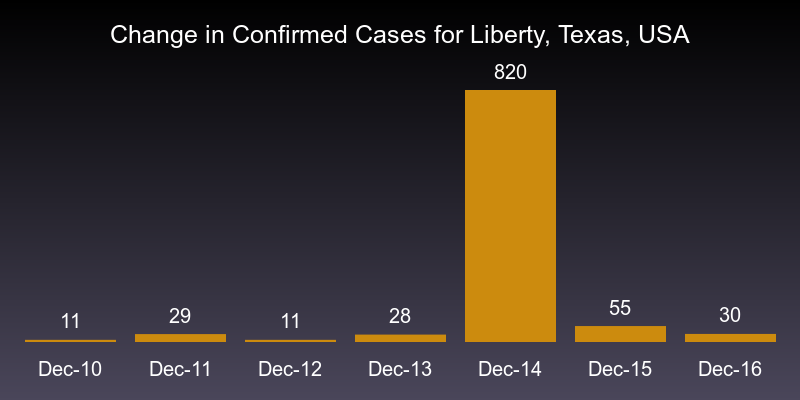 Change in Confirmed Cases for Liberty, Texas, USA
820
11 29 11 28 55 30
Dec-10 Dec-11 Dec-12 Dec-13 Dec-14 Dec-15 Dec-16